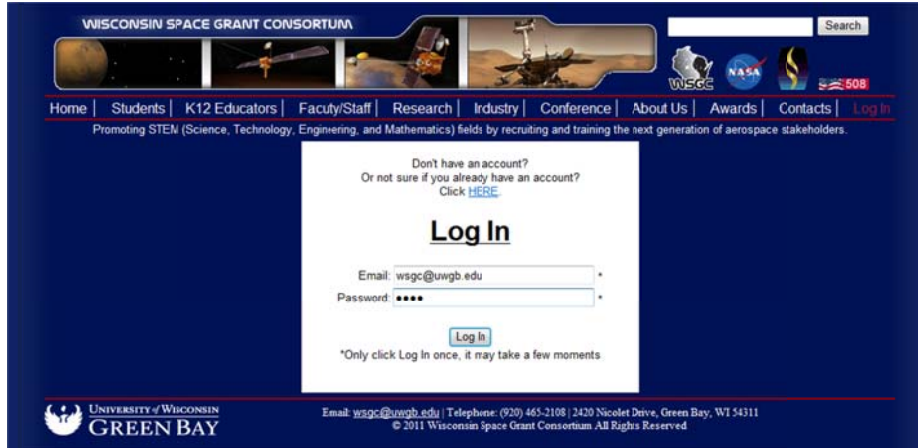 WISCONSIN SPACE GRANT CONSORTIUM
Search
WSGC
NASA
508
Home | Students | K12 Educators | Facuty/Staff | Research | Industry | Conference | About Us | Awards | Contacts | Log In
Promoting STEM (Science, Technology, Engineering, and Mathematics) fields by recruiting and training the next generation of aerospace stakeholders.
Don't have an account?
Or not sure if you already have an account?
Click HERE.
Log In
Email: wsgc@uwgb.edu *
Password: •••• *
Log In
*Only click Log In once, it may take a few moments
UNIVERSITY of WISCONSIN
GREEN BAY
Email: wsgc@uwgb.edu | Telephone: (920) 465-2108 | 2420 Nicolet Drive, Green Bay, WI 54311
© 2011 Wisconsin Space Grant Consortium All Rights Reserved